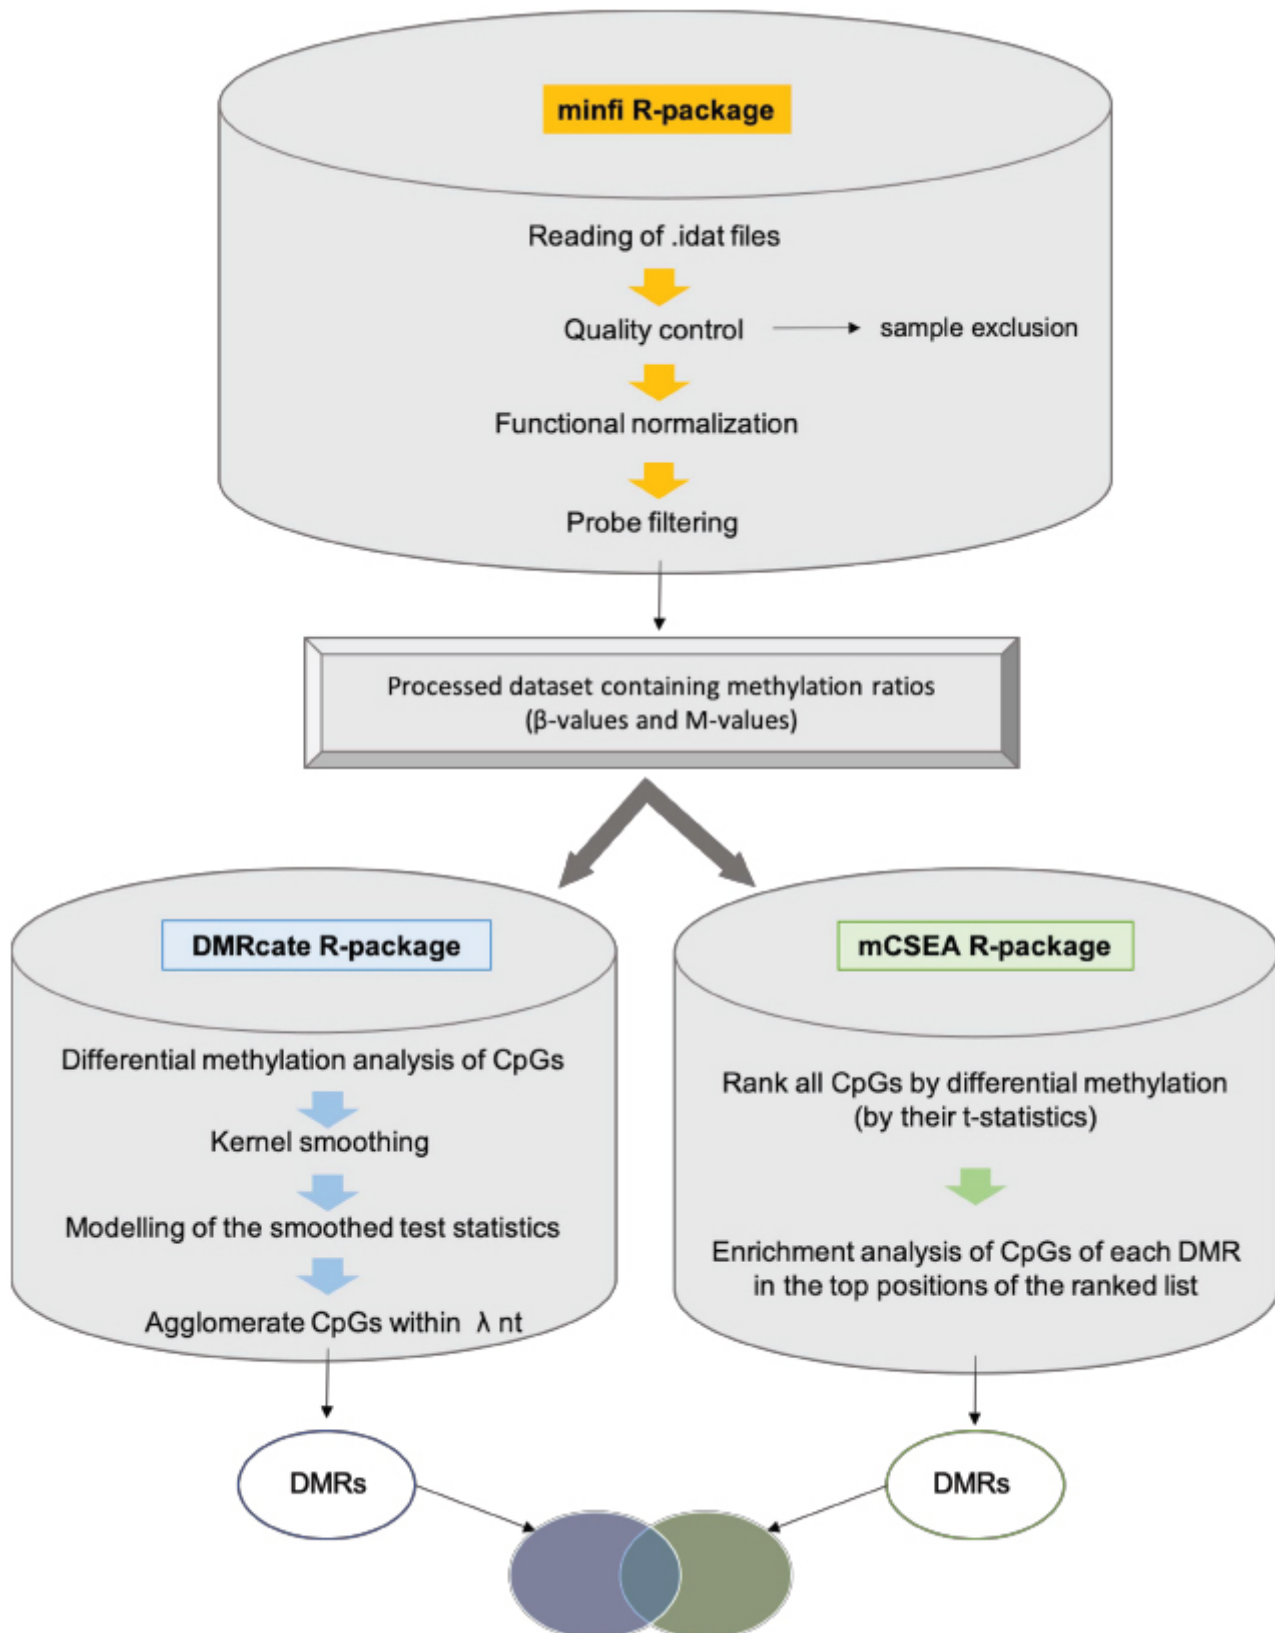 minfi R-package
Reading of .idat files
Quality control
sample exclusion
Functional normalization
Probe filtering
Processed dataset containing methylation ratios
(β-values and M-values)
DMRcate R-package
Differential methylation analysis of CpGs
Kernel smoothing
Modelling of the smoothed test statistics
Agglomerate CpGs within λ nt
DMRs
mCSEA R-package
Rank all CpGs by differential methylation
(by their t-statistics)
Enrichment analysis of CpGs of each DMR
in the top positions of the ranked list
DMRs